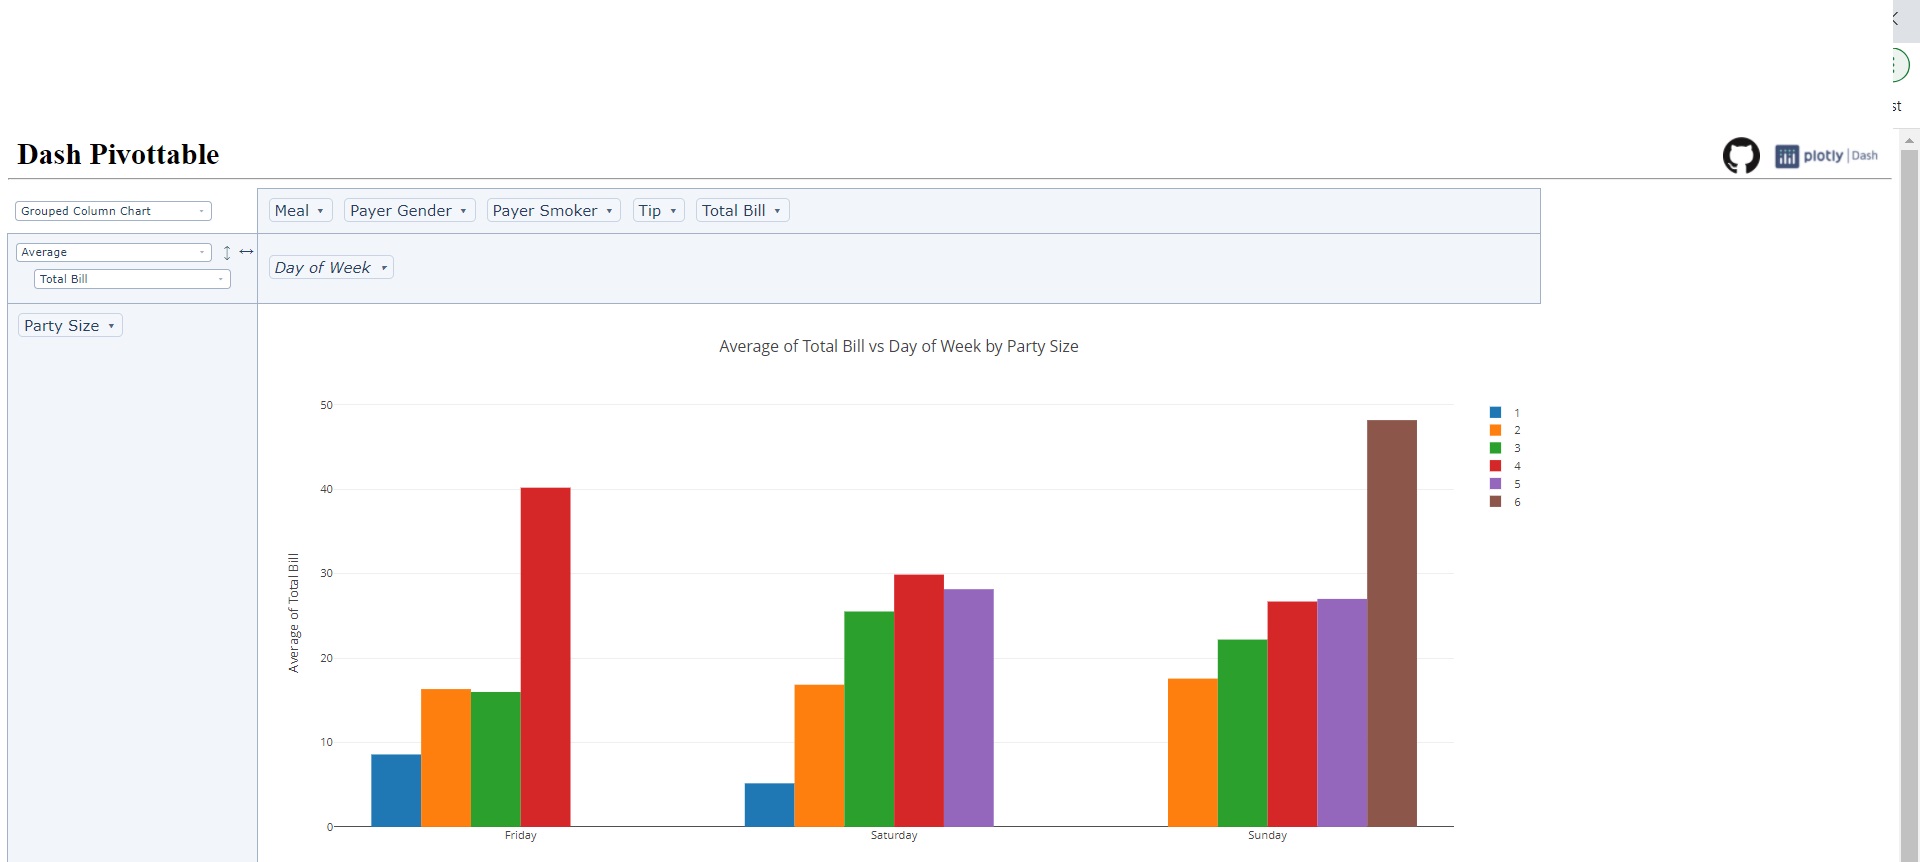 st
Dash Pivottable
plotly | Dash
Grouped Column Chart
Meal
Payer Gender
Payer Smoker
Tip
Total Bill
Average
Total Bill
Day of Week
Party Size
Average of Total Bill vs Day of Week by Party Size
Average of Total Bill
50
40
30
20
10
0
Friday
Saturday
Sunday
1
2
3
4
5
6